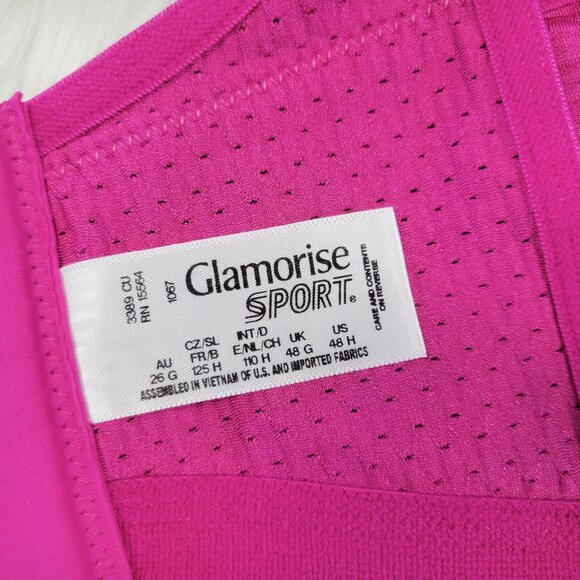 3389 CU
RN 15564
1067
Glamorise
SPORT®
CARE AND CONTENTS
ON REVERSE
AU
26 G
CZ/SL
FR/B
125 H
INT/D
E/NL/CH
110 H
UK
48 G
US
48 H
ASSEMBLED IN VIETNAM OF U.S. AND IMPORTED FABRICS